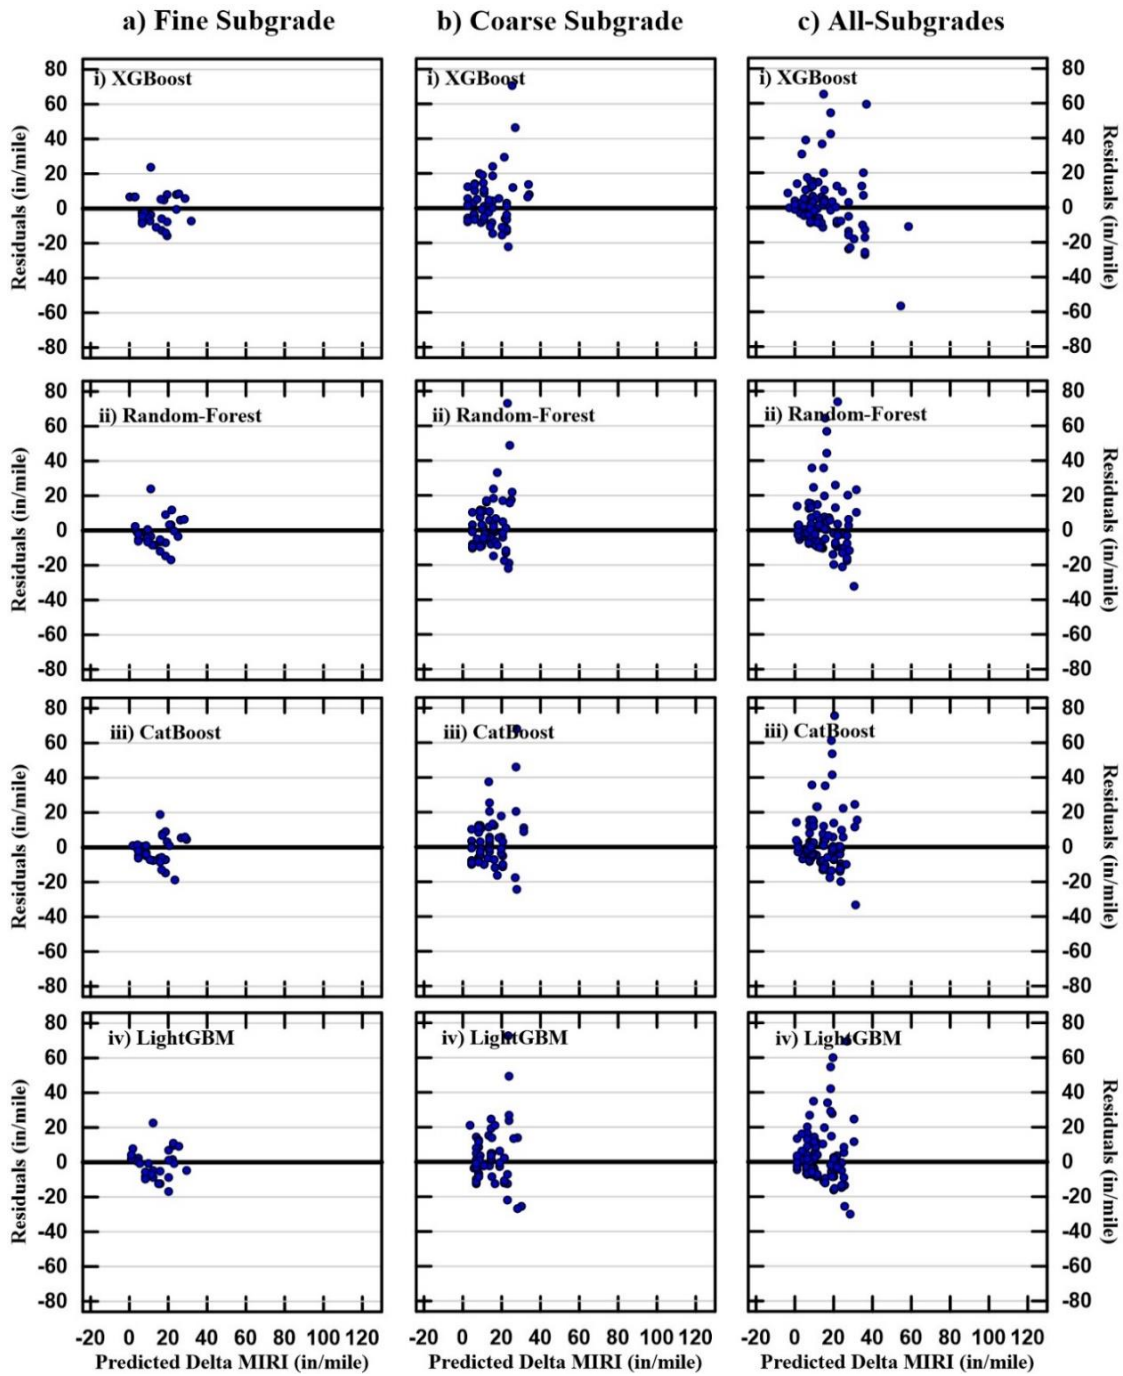 a) Fine Subgrade
b) Coarse Subgrade
c) All-Subgrades
i) XGBoost
i) XGBoost
i) XGBoost
80
60
40
20
0
-20
-40
-60
-80
Residuals (in/mile)
80
60
40
20
0
-20
-40
-60
-80
Residuals (in/mile)
ii) Random-Forest
ii) Random-Forest
ii) Random-Forest
80
60
40
20
0
-20
-40
-60
-80
Residuals (in/mile)
80
60
40
20
0
-20
-40
-60
-80
Residuals (in/mile)
iii) CatBoost
iii) CatBoost
iii) CatBoost
80
60
40
20
0
-20
-40
-60
-80
Residuals (in/mile)
80
60
40
20
0
-20
-40
-60
-80
Residuals (in/mile)
iv) LightGBM
iv) LightGBM
iv) LightGBM
80
60
40
20
0
-20
-40
-60
-80
Residuals (in/mile)
80
60
40
20
0
-20
-40
-60
-80
Residuals (in/mile)
-20 0 20 40 60 80 100 120
-20 0 20 40 60 80 100 120
-20 0 20 40 60 80 100 120
Predicted Delta MIRI (in/mile)
Predicted Delta MIRI (in/mile)
Predicted Delta MIRI (in/mile)